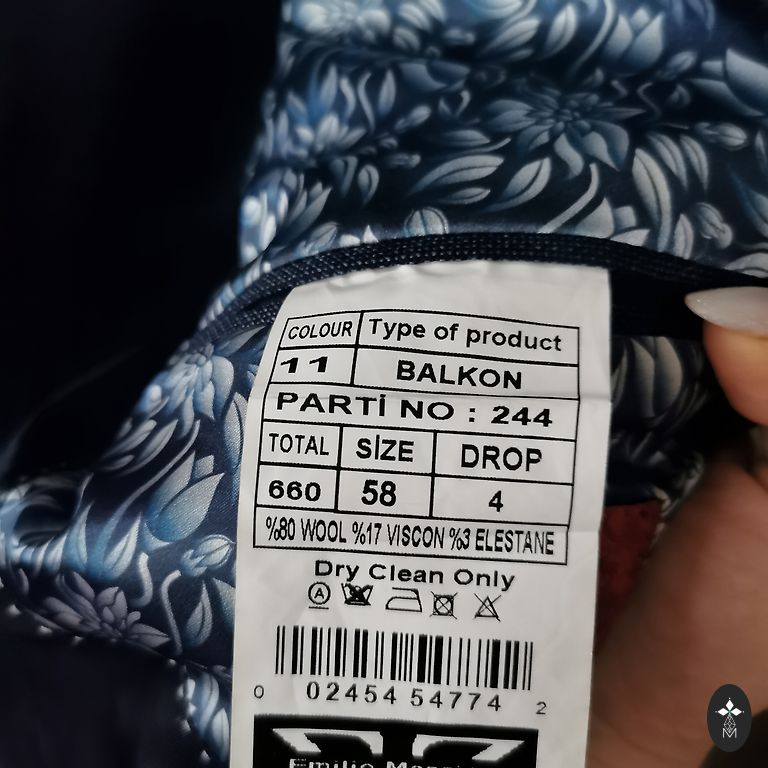 COLOUR Type of product
11 BALKON
PARTİ NO : 244
TOTAL SİZE DROP
660 58 4
%80 WOOL %17 VISCON %3 ELESTANE
Dry Clean Only
A
0 02454 54774 2
Emilio
M